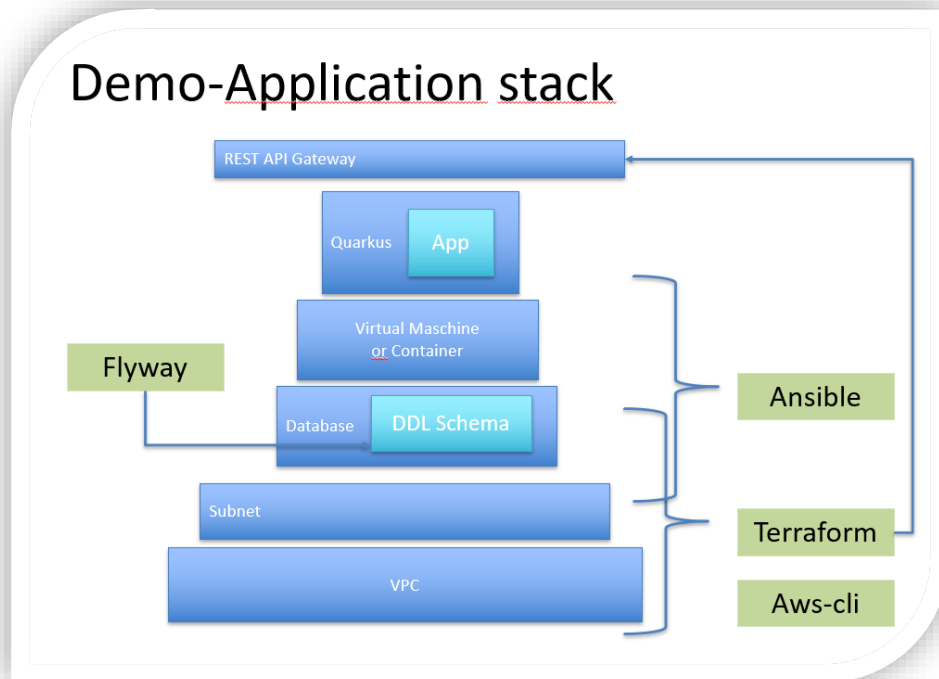 Demo-Application stack
REST API Gateway
Quarkus
App
Virtual Maschine
or Container
Flyway
Database
DDL Schema
Ansible
Subnet
Terraform
VPC
Aws-cli